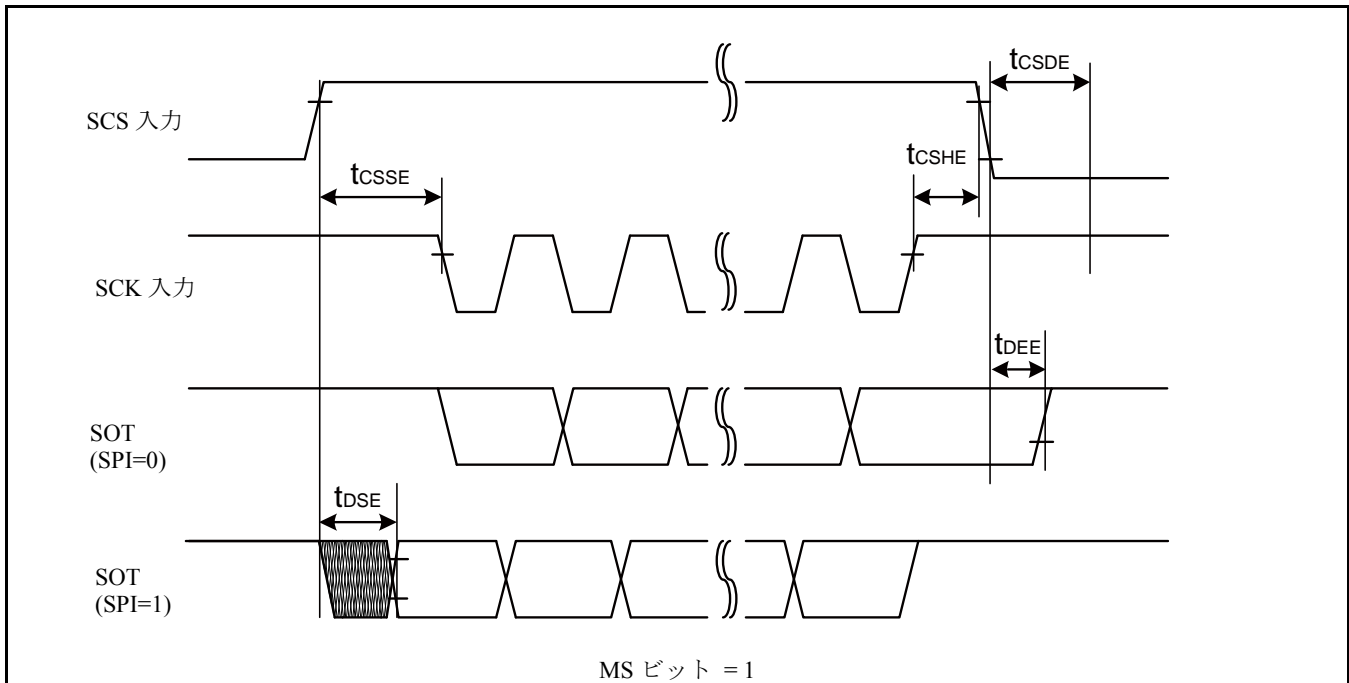 tCSDE
SCS 入力
tCSHE
tCSSE
SCK 入力
tDEE
SOT
(SPI=0)
tDSE
SOT
(SPI=1)
MS ビット = 1